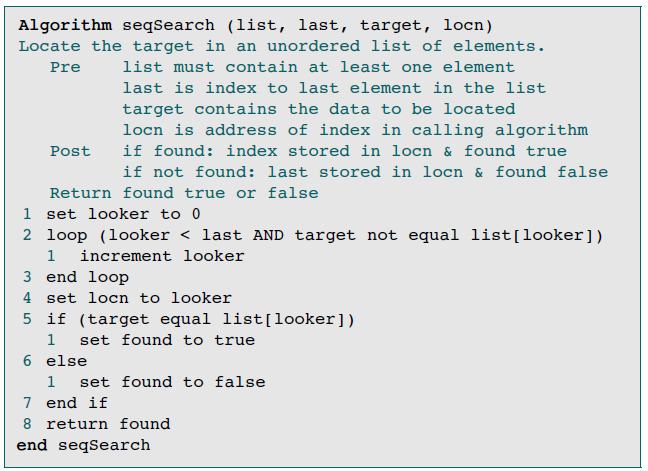 Algorithm seqSearch (list, last, target, locn)
Locate the target in an unordered list of elements.
Pre list must contain at least one element
last is index to last element in the list
target contains the data to be located
locn is address of index in calling algorithm
Post if found: index stored in locn & found true
if not found: last stored in locn & found false
Return found true or false
1 set looker to 0
2 loop (looker < last AND target not equal list[looker])
1 increment looker
3 end loop
4 set locn to looker
5 if (target equal list[looker])
1 set found to true
6 else
1 set found to false
7 end if
8 return found
end seqSearch